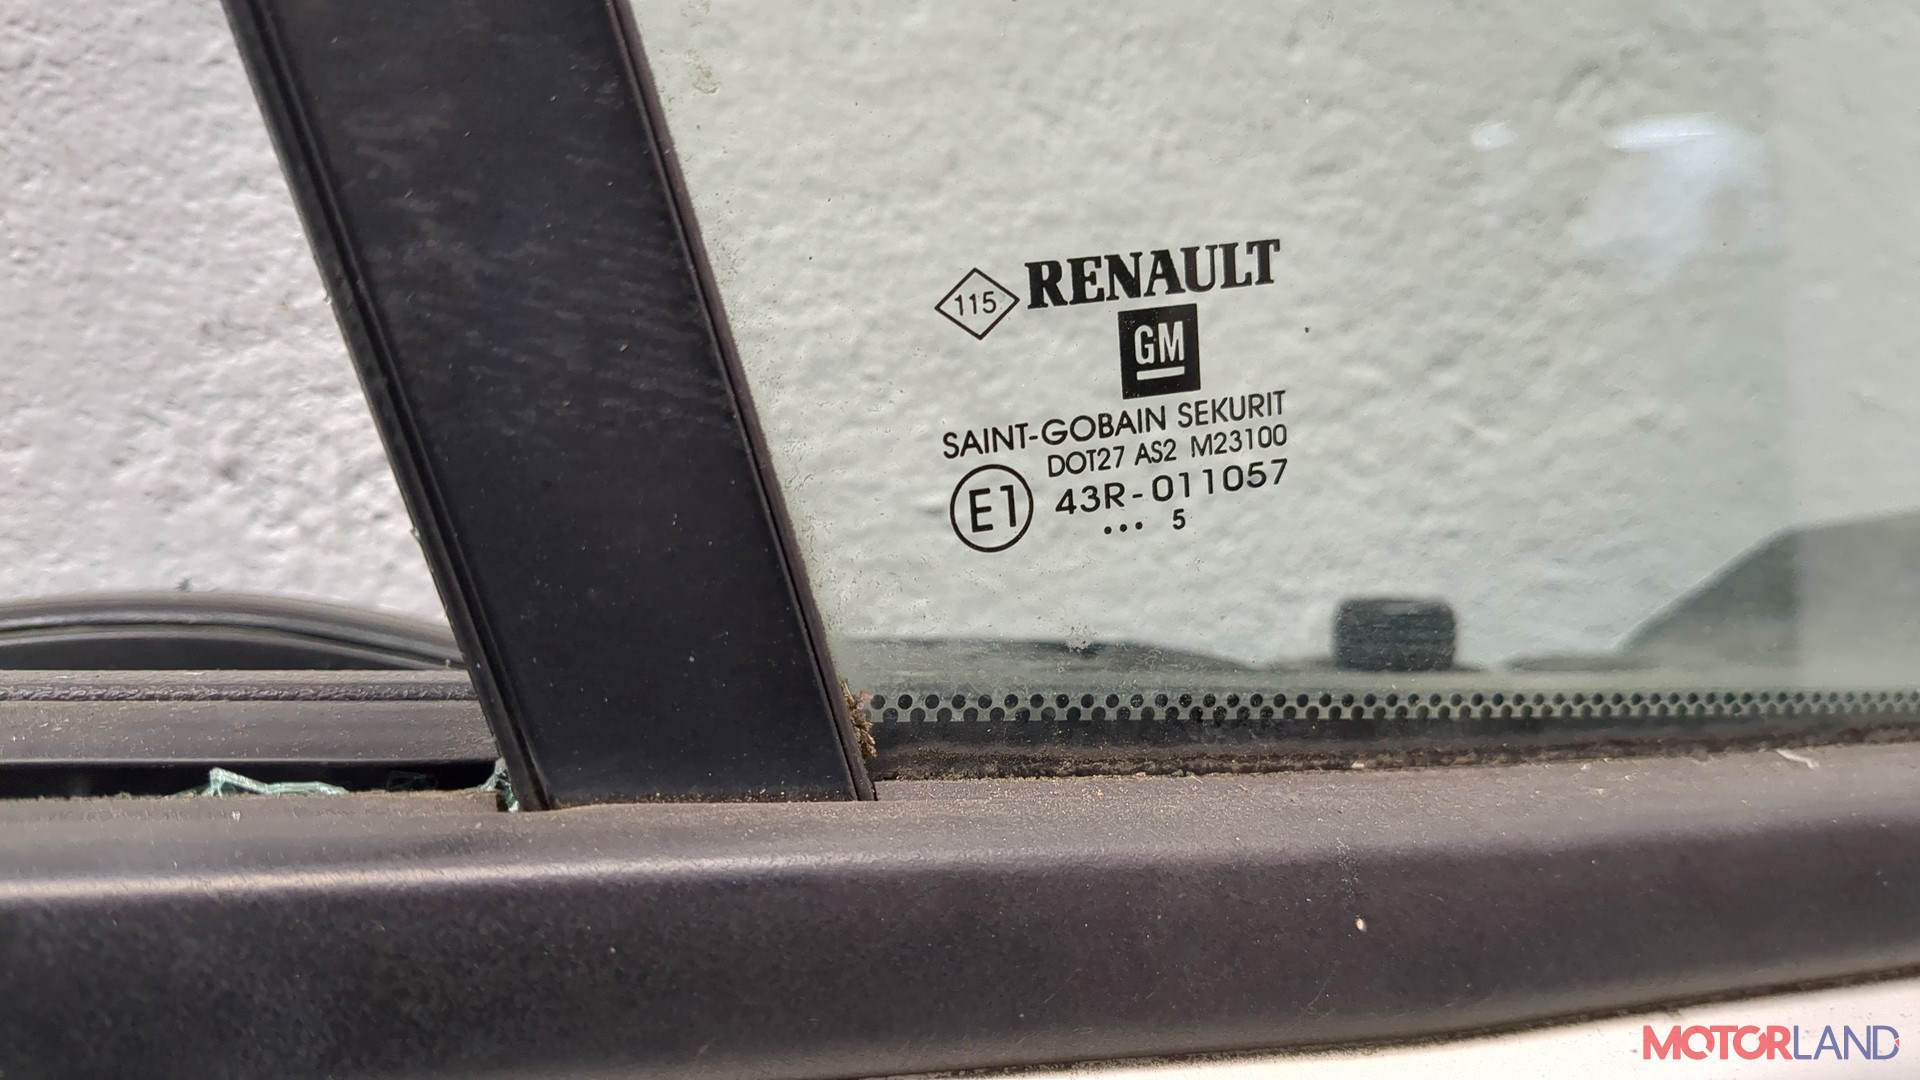 115 RENAULT
GM
SAINT-GOBAIN SEKURIT
DOT27 AS2 M23100
E1 43R-011057
... 5
MOTORLAND